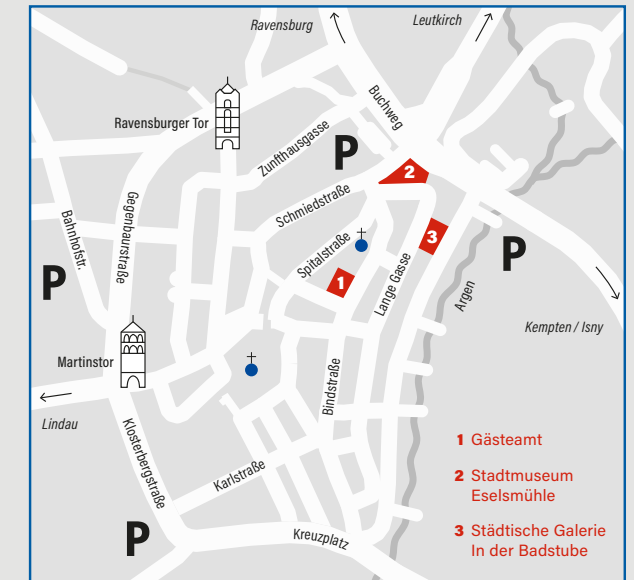 Ravensburg
Leutkirch
Buchweg
Ravensburger Tor
Zunfthausgasse
P
2
Schmiedstraße
Gegenbaurstraße
Bahnhofstr.
Spitalstraße
3
P
P
1
Lange Gasse
Argen
Kempten / Isny
Martinstor
Bindstraße
Lindau
Klosterbergstraße
Karlstraße
P
Kreuzplatz
1 Gästeamt
2 Stadtmuseum
Eselsmühle
3 Städtische Galerie
In der Badstube